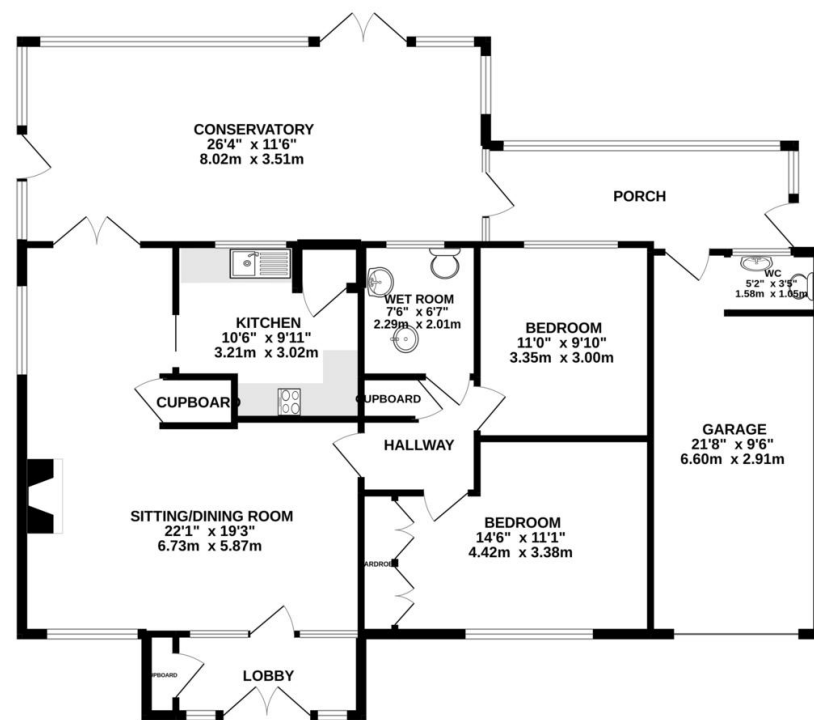 CONSERVATORY
26'4" x 11'6"
8.02m x 3.51m
PORCH
WC
5'2" x 3'5"
1.58m x 1.05m
WET ROOM
7'6" x 6'7"
2.29m x 2.01m
KITCHEN
10'6" x 9'11"
3.21m x 3.02m
BEDROOM
11'0" x 9'10"
3.35m x 3.00m
CUPBOARD
CUPBOARD
GARAGE
21'8" x 9'6"
6.60m x 2.91m
HALLWAY
SITTING/DINING ROOM
22'1" x 19'3"
6.73m x 5.87m
BEDROOM
14'6" x 11'1"
4.42m x 3.38m
ARDROB
LOBBY
UPBOARD